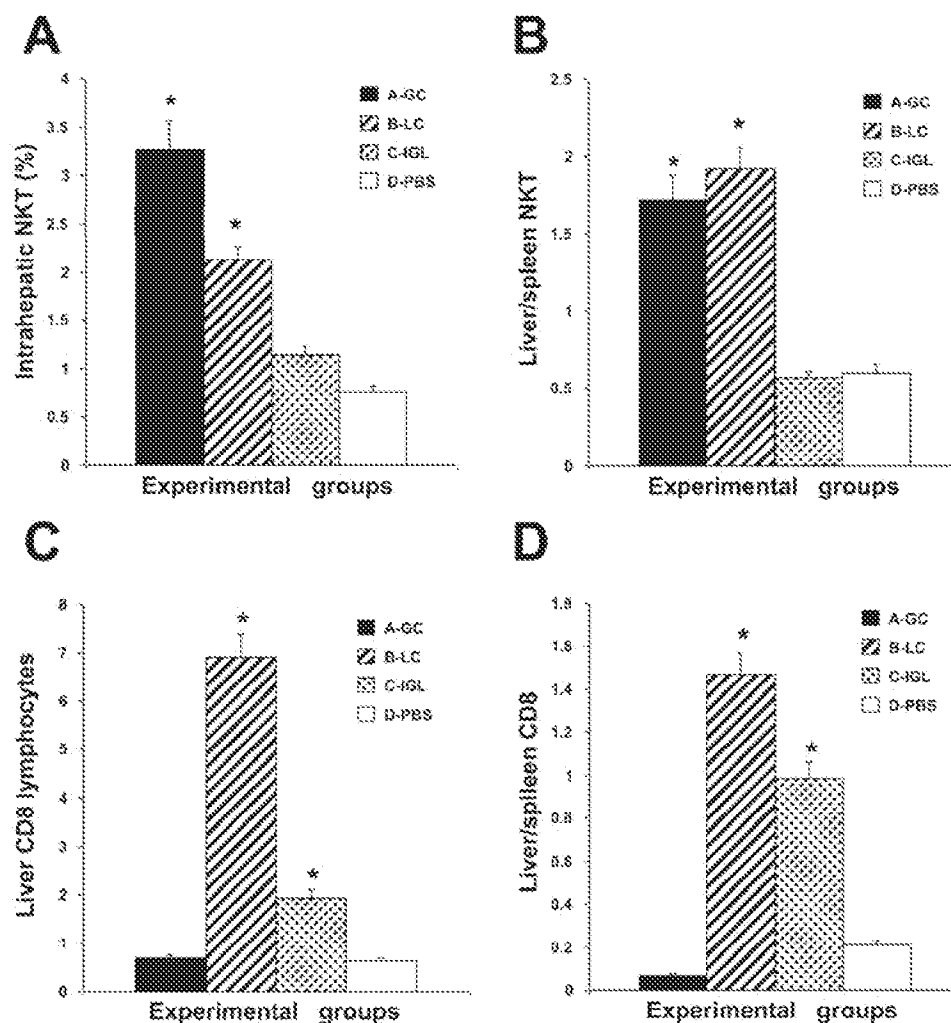 A
Intrahepatic NKT (%)
4
3.5
3
2.5
2
1.5
1
0.5
0
*
*
A-GC
B-LC
C-IGL
D-PBS
Experimental groups
B
Liver/spleen NKT
2.5
2
1.5
1
0.5
0
*
*
A-GC
B-LC
C-IGL
D-PBS
Experimental groups
C
Liver CD8 lymphocytes
8
7
6
5
4
3
2
1
0
*
*
A-GC
B-LC
C-IGL
D-PBS
Experimental groups
D
Liver/spleen CD8
1.8
1.6
1.4
1.2
1
0.8
0.6
0.4
0.2
0
*
*
A-GC
B-LC
C-IGL
D-PBS
Experimental groups